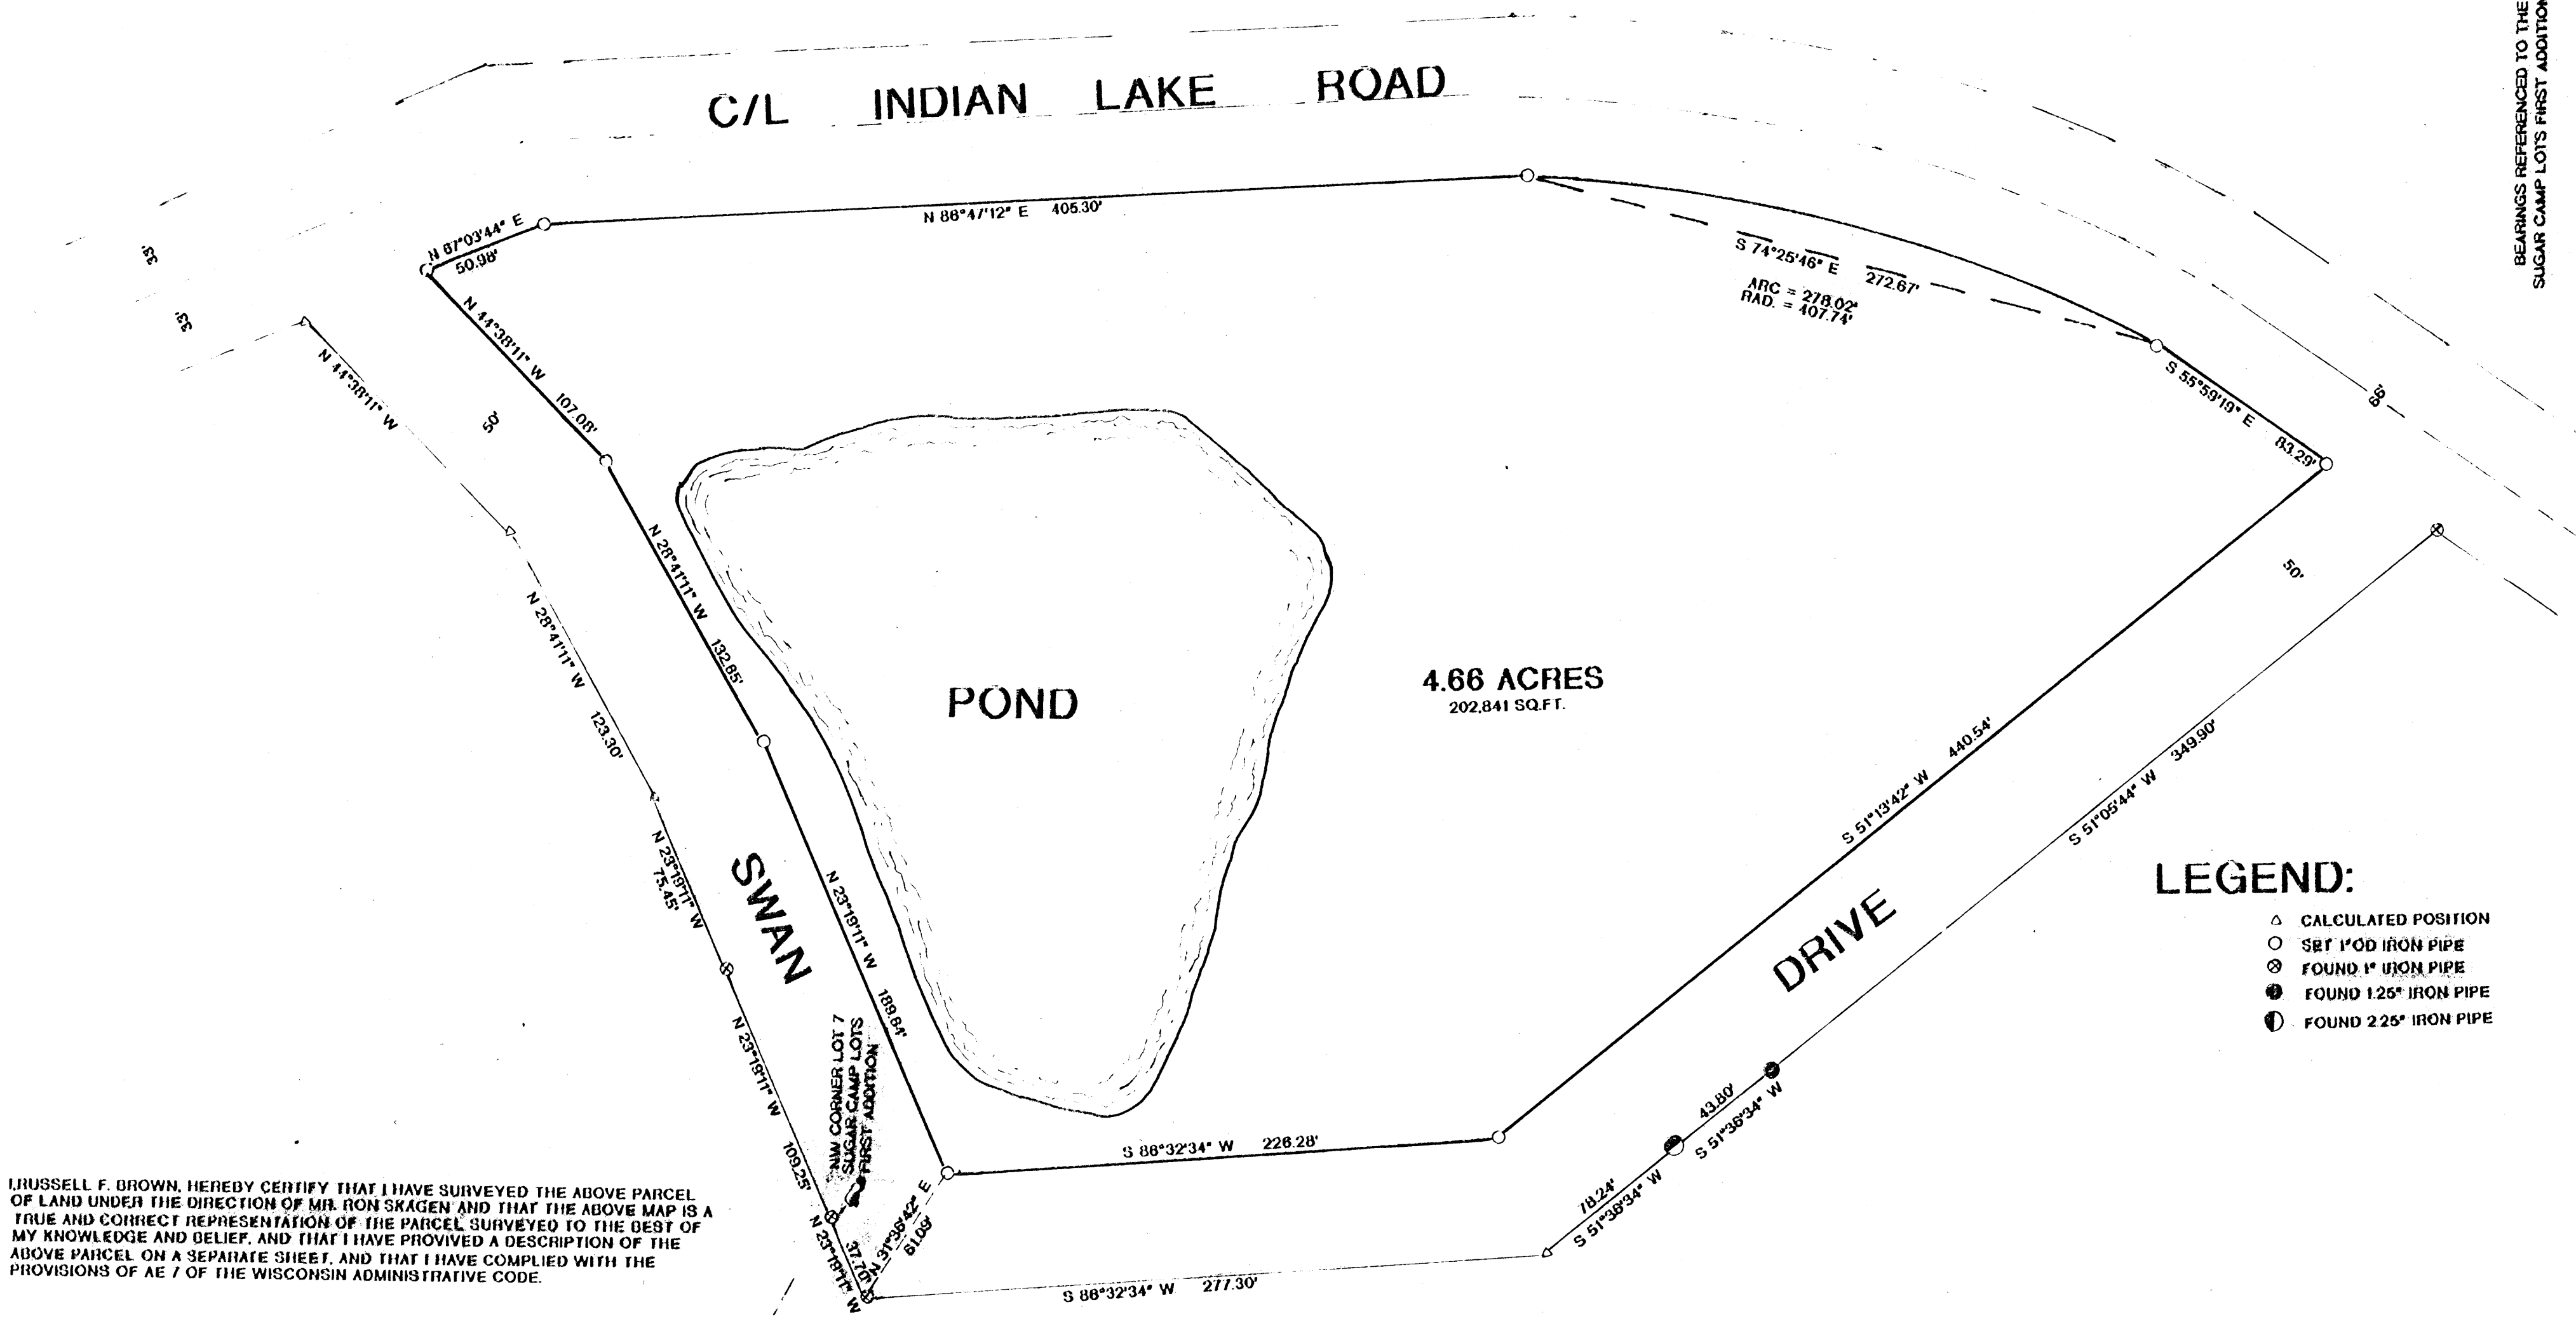 BEARINGS REFERENCED TO THE
SUGAR CAMP LOTS FIRST ADDITION
C/L INDIAN LAKE ROAD
N 67°03'44" E
50.98'
N 86°47'12" E 405.30'
S 74°25'46" E 272.67'
ARC = 278.02'
RAD. = 407.74'
S 55°59'19" E 83.29'
66'
33'
33'
N 44°38'11" W
50'
N 44°38'11" W 107.08'
N 28°41'11" W 132.85'
N 28°41'11" W 123.30'
50'
POND
4.66 ACRES
202,841 SQ.FT.
S 51°13'42" W 440.54'
S 51°05'44" W 349.90'
N 23°19'11" W
75.45'
SWAN
N 23°19'11" W 189.64'
DRIVE
LEGEND:
CALCULATED POSITION
SET 1" OD IRON PIPE
FOUND 1" IRON PIPE
FOUND 1.25" IRON PIPE
FOUND 2.25" IRON PIPE
N 23°19'11" W 109.25'
NW CORNER LOT 7
SUGAR CAMP LOTS
FIRST ADDITION
43.80'
S 51°36'34" W
78.24'
S 51°36'34" W
S 86°32'34" W 226.28'
N 31°36'42" E
61.09'
37.70'
N 23°19'11" W
S 86°32'34" W 277.30'
I,RUSSELL F. BROWN, HEREBY CERTIFY THAT I HAVE SURVEYED THE ABOVE PARCEL
OF LAND UNDER THE DIRECTION OF MR. RON SKAGEN AND THAT THE ABOVE MAP IS A
TRUE AND CORRECT REPRESENTATION OF THE PARCEL SURVEYED TO THE BEST OF
MY KNOWLEDGE AND BELIEF, AND THAT I HAVE PROVIVED A DESCRIPTION OF THE
ABOVE PARCEL ON A SEPARATE SHEET, AND THAT I HAVE COMPLIED WITH THE
PROVISIONS OF AE 7 OF THE WISCONSIN ADMINISTRATIVE CODE.